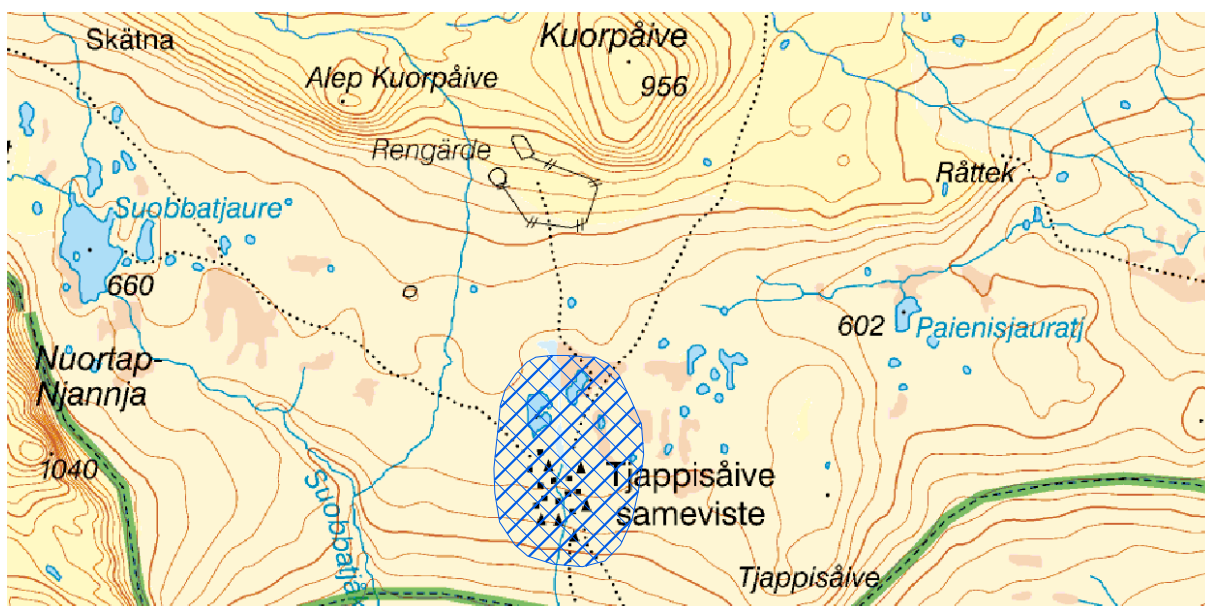 Skätna
Kuorpåive
956
Alep Kuorpåive
Rengärde
Råttek
Suobbatjaure
660
602
Paienisjauratj
Nuortap-
Njannja
1040
Tjappisåive
sameviste
Tjappisåive